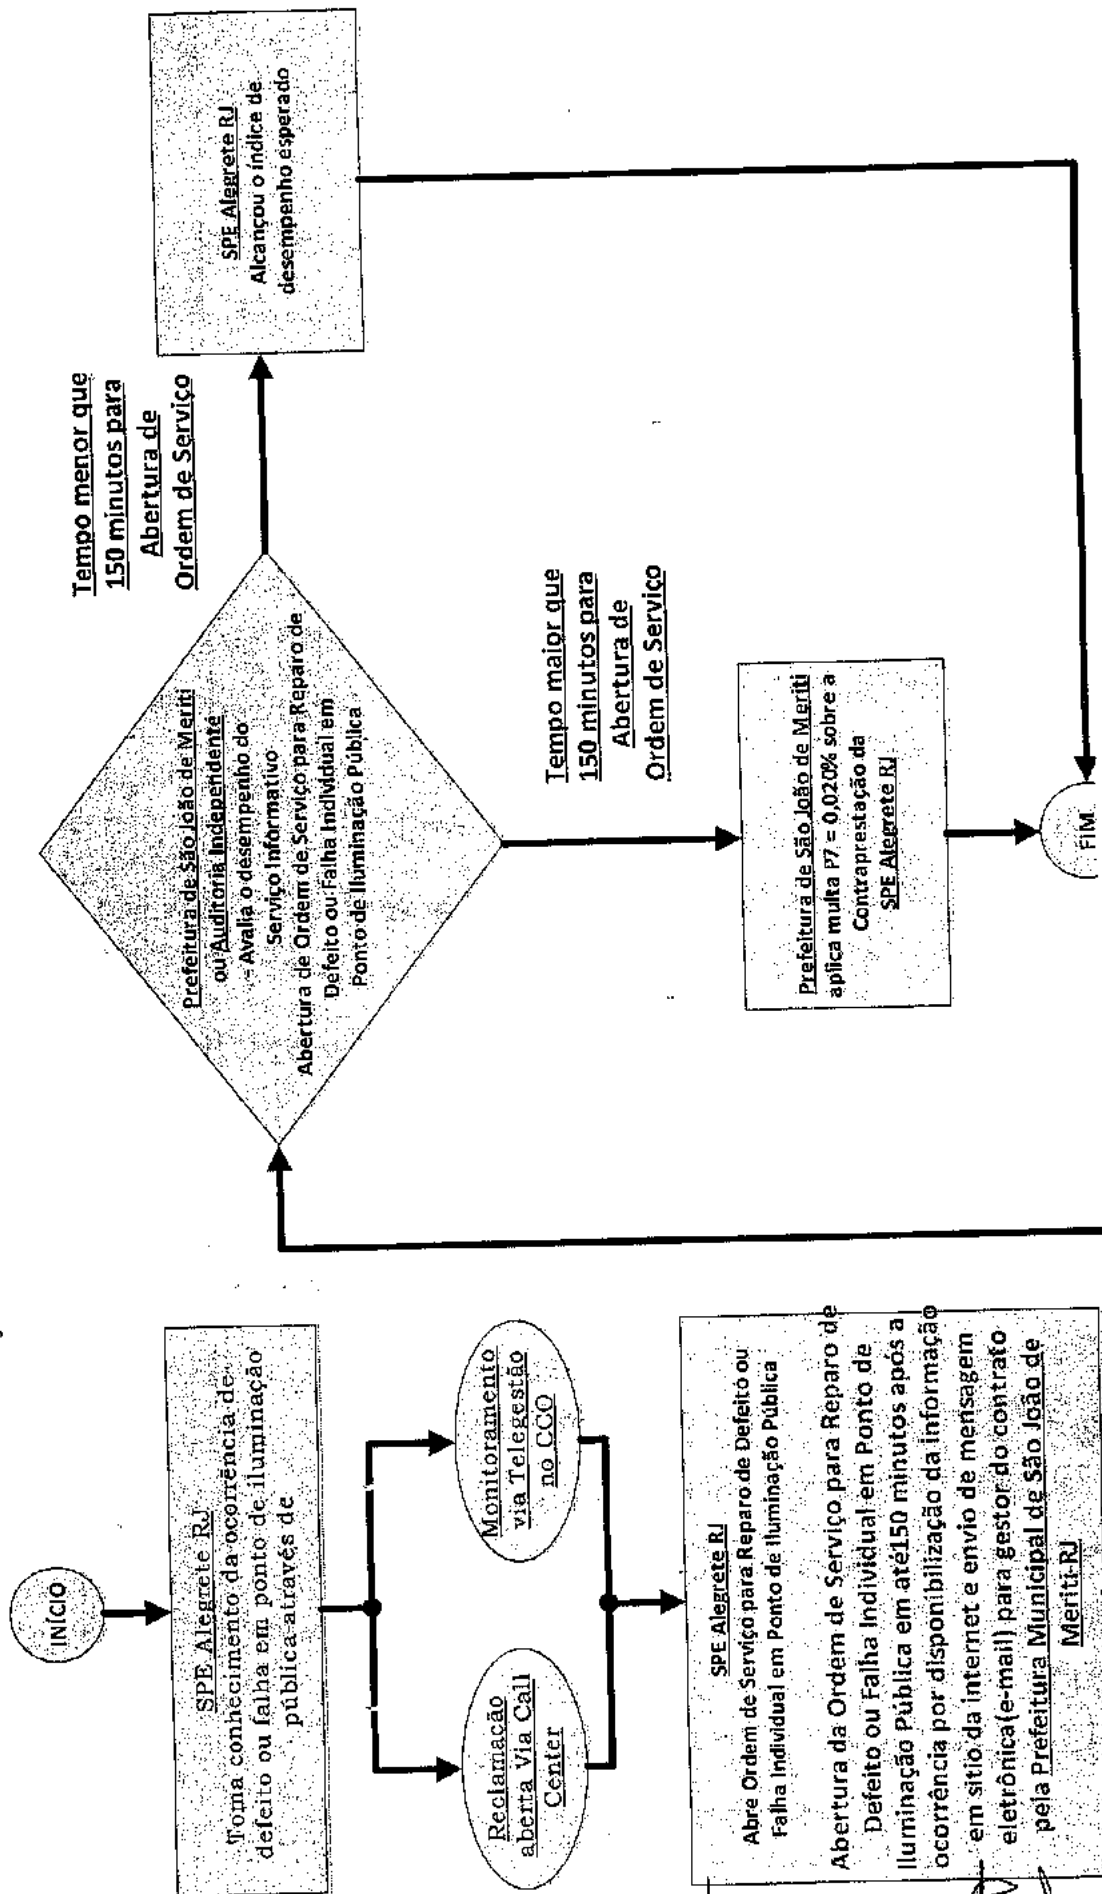 INÍCIO
SPE Alegrete RJ
Toma conhecimento da ocorrência de
defeito ou falha em ponto de iluminação
pública através de
Reclamação
aberta Via Call
Center
Monitoramento
via Telegestão
no CCO
SPE Alegrete RJ
Abre Ordem de Serviço para Reparo de Defeito ou
Falha Individual em Ponto de Iluminação Pública
Abertura da Ordem de Serviço para Reparo de
Defeito ou Falha Individual em Ponto de
Iluminação Pública em até150 minutos após a
ocorrência por disponibilização da informação
em sitio da internet e envio de mensagem
eletrônica(e-mail) para gestor do contrato
pela Prefeitura Municipal de São João de
Meriti-RJ
Prefeitura de São João de Meriti
ou Auditoria Independente
- Avalia o desempenho do
Serviço Informativo
Abertura de Ordem de Serviço para Reparo de
Defeito ou Falha Individual em
Ponto de Iluminação Pública
Tempo menor que
150 minutos para
Abertura de
Ordem de Serviço
SPE Alegrete RJ
Alcançou o índice de
desempenho esperado
Tempo maior que
150 minutos para
Abertura de
Ordem de Serviço
Prefeitura de São João de Meriti
aplica multa P7 = 0,020% sobre a
Contraprestação da
SPE Alegrete RJ
FIM